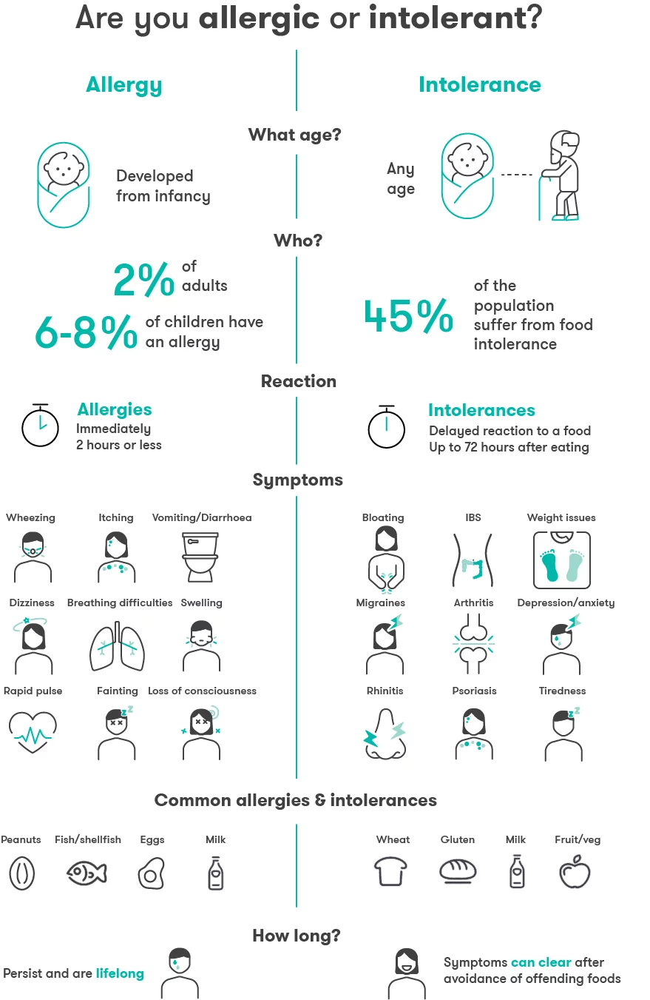 Are you allergic or intolerant?
Allergy
Intolerance
What age?
Developed
from infancy
Any
age
Who?
2%
of
adults
6-8%
of children have
an allergy
45%
of the
population
suffer from food
intolerance
Reaction
Allergies
Immediately
2 hours or less
Intolerances
Delayed reaction to a food
Up to 72 hours after eating
Symptoms
Wheezing
Itching
Vomiting/Diarrhoea
Dizziness
Breathing difficulties
Swelling
Rapid pulse
Fainting
z z
Loss of consciousness
Bloating
IBS
Weight issues
Migraines
Arthritis
Depression/anxiety
Rhinitis
Psoriasis
Tiredness
z z
Common allergies & intolerances
Peanuts
Fish/shellfish
Eggs
Milk
Wheat
Gluten
Milk
Fruit/veg
How long?
Persist and are lifelong
Symptoms can clear after
avoidance of offending foods